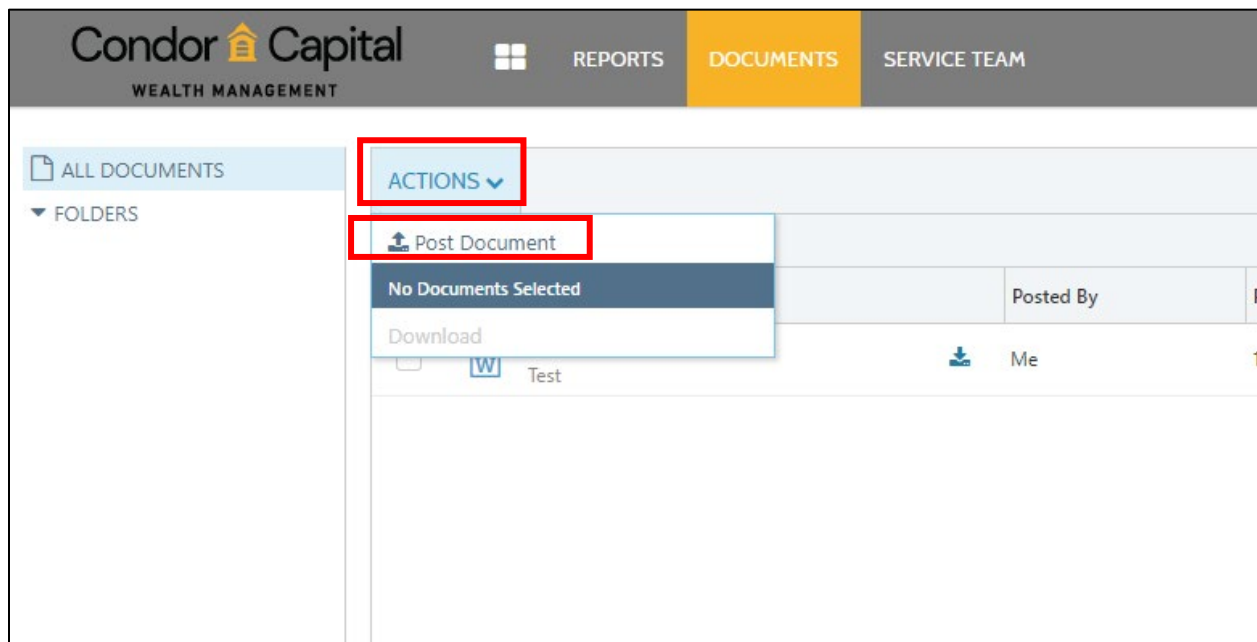 Condor Capital
WEALTH MANAGEMENT
REPORTS
DOCUMENTS
SERVICE TEAM
ALL DOCUMENTS
FOLDERS
ACTIONS
Post Document
No Documents Selected
Download
Posted By
W
Test
Me